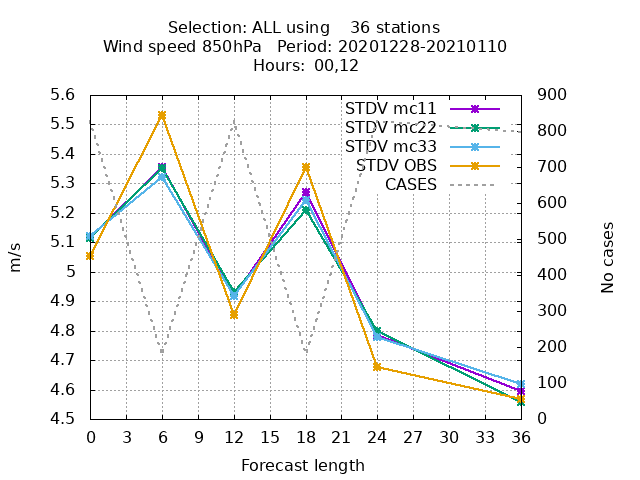 Selection: ALL using    36 stations
Wind speed 850hPa   Period: 20201228-20210110
Hours: 00,12
STDV mc11
STDV mc22
STDV mc33
STDV OBS
CASES
5.6
5.5
5.4
5.3
5.2
5.1
5
4.9
4.8
4.7
4.6
4.5
m/s
900
800
700
600
500
400
300
200
100
0
No cases
0 3 6 9 12 15 18 21 24 27 30 33 36
Forecast length